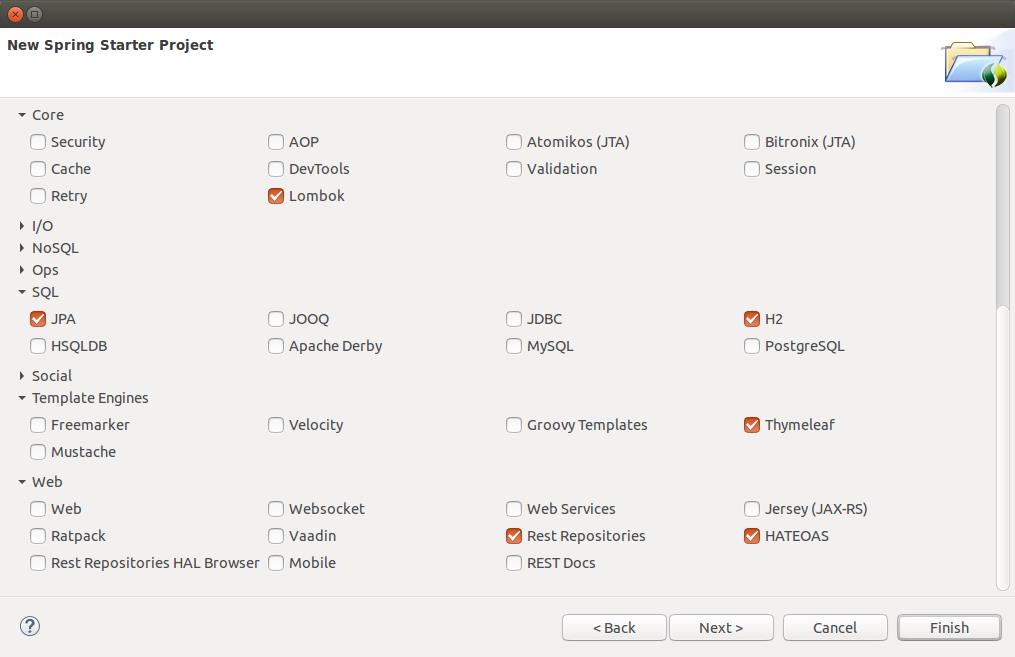 New Spring Starter Project
Core
Security AOP Atomikos (JTA) Bitronix (JTA)
Cache DevTools Validation Session
Retry Lombok
I/O
NoSQL
Ops
SQL
JPA JOOQ JDBC H2
HSQLDB Apache Derby MySQL PostgreSQL
Social
Template Engines
Freemarker Velocity Groovy Templates Thymeleaf
Mustache
Web
Web Websocket Web Services Jersey (JAX-RS)
Ratpack Vaadin Rest Repositories HATEOAS
Rest Repositories HAL Browser Mobile REST Docs
? < Back Next > Cancel Finish